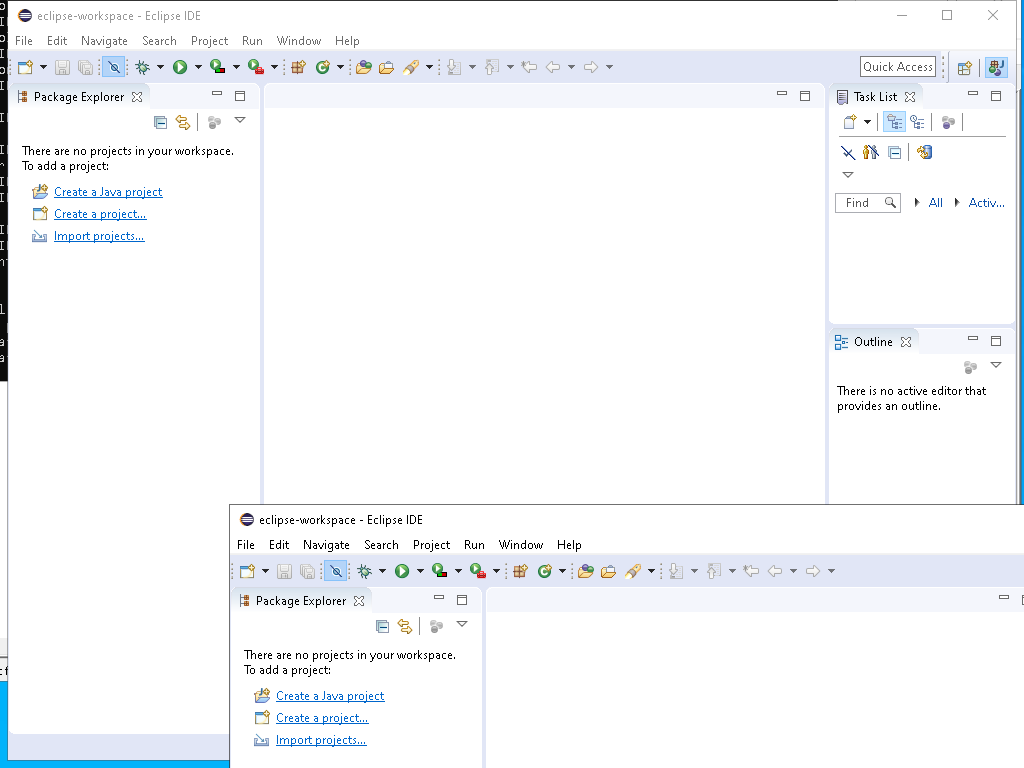 eclipse-workspace - Eclipse IDE
File Edit Navigate Search Project Run Window Help
Quick Access
Package Explorer
Task List
There are no projects in your workspace.
To add a project:
Create a Java project
Create a project...
Import projects...
Find
All
Activ...
Outline
There is no active editor that
provides an outline.
eclipse-workspace - Eclipse IDE
File Edit Navigate Search Project Run Window Help
Package Explorer
There are no projects in your workspace.
To add a project:
Create a Java project
Create a project...
Import projects...